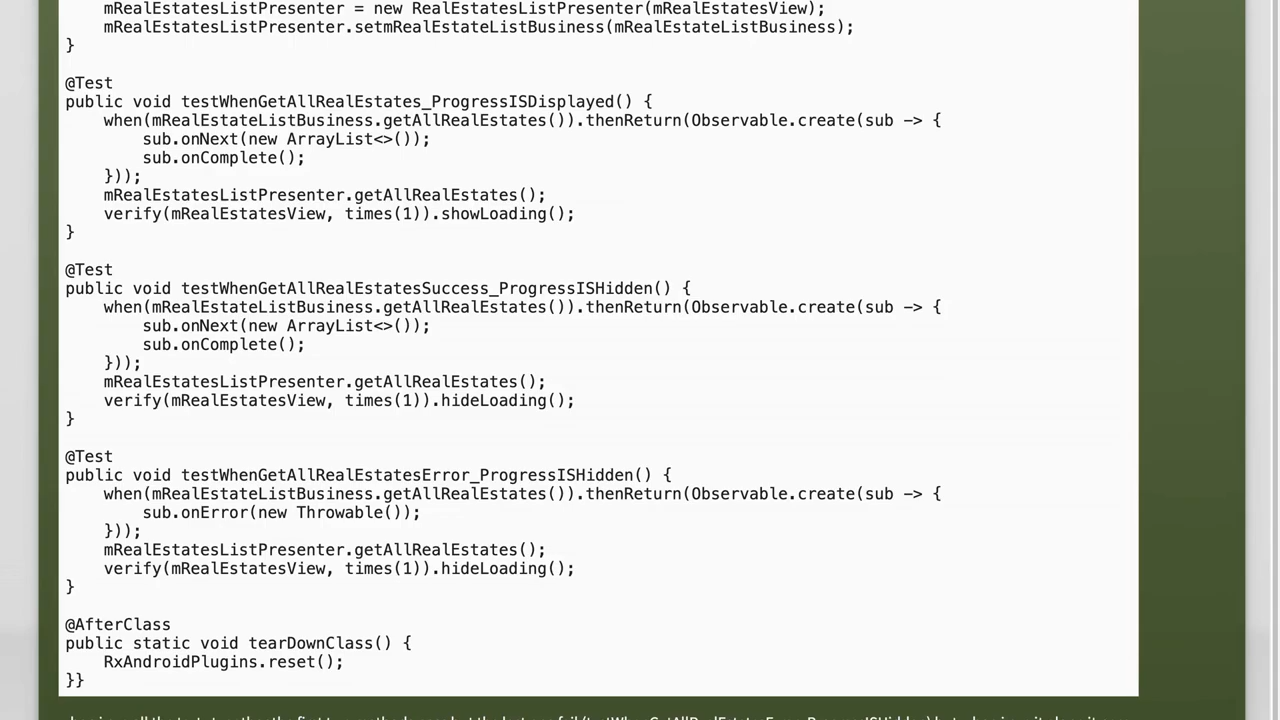 mRealEstatesListPresenter = new RealEstatesListPresenter(mRealEstatesView);
mRealEstatesListPresenter.setmRealEstateListBusiness(mRealEstateListBusiness);
}
@Test
public void testWhenGetAllRealEstates_ProgressISDisplayed() {
when(mRealEstateListBusiness.getAllRealEstates()).thenReturn(Observable.create(sub -> {
sub.onNext(new ArrayList<>());
sub.onComplete();
}));
mRealEstatesListPresenter.getAllRealEstates();
verify(mRealEstatesView, times(1)).showLoading();
}
@Test
public void testWhenGetAllRealEstatesSuccess_ProgressISHidden() {
when(mRealEstateListBusiness.getAllRealEstates()).thenReturn(Observable.create(sub -> {
sub.onNext(new ArrayList<>());
sub.onComplete();
}));
mRealEstatesListPresenter.getAllRealEstates();
verify(mRealEstatesView, times(1)).hideLoading();
}
@Test
public void testWhenGetAllRealEstatesError_ProgressISHidden() {
when(mRealEstateListBusiness.getAllRealEstates()).thenReturn(Observable.create(sub -> {
sub.onError(new Throwable());
}));
mRealEstatesListPresenter.getAllRealEstates();
verify(mRealEstatesView, times(1)).hideLoading();
}
@AfterClass
public static void tearDownClass() {
RxAndroidPlugins.reset();
}}